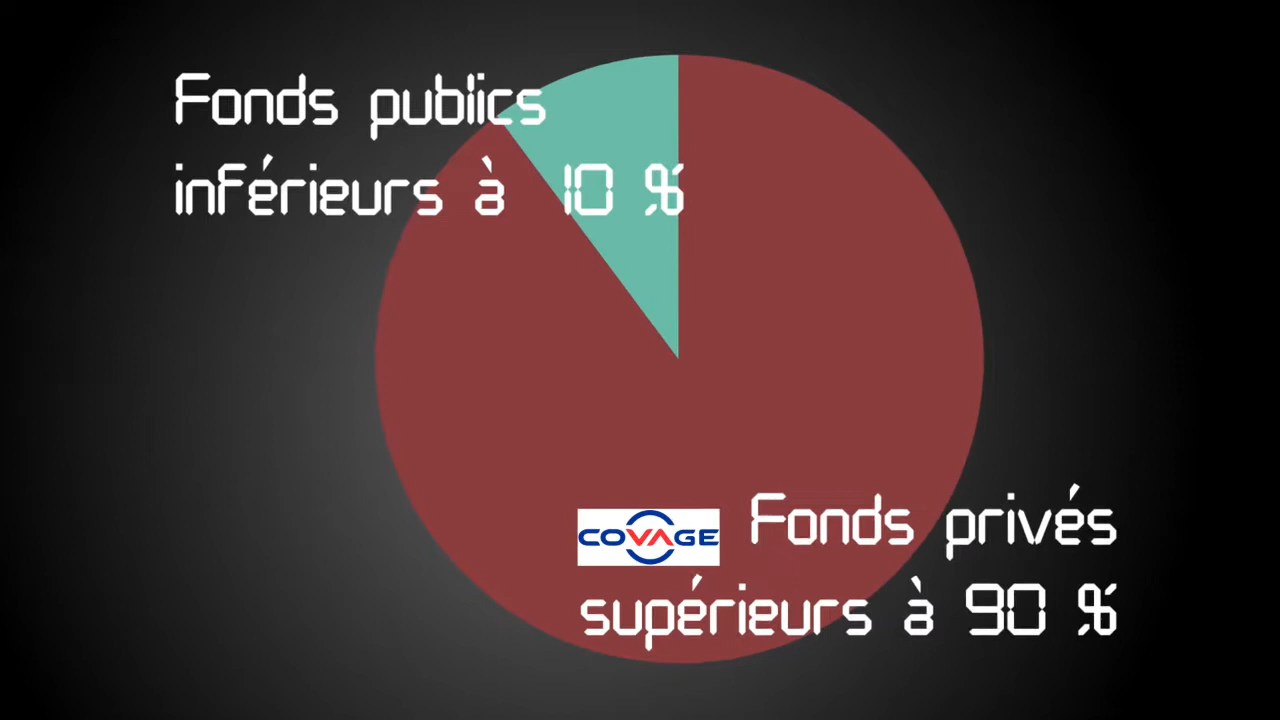 Fonds publics
inférieurs à 10 %
COVAGE Fonds privés
supérieurs à 90 %